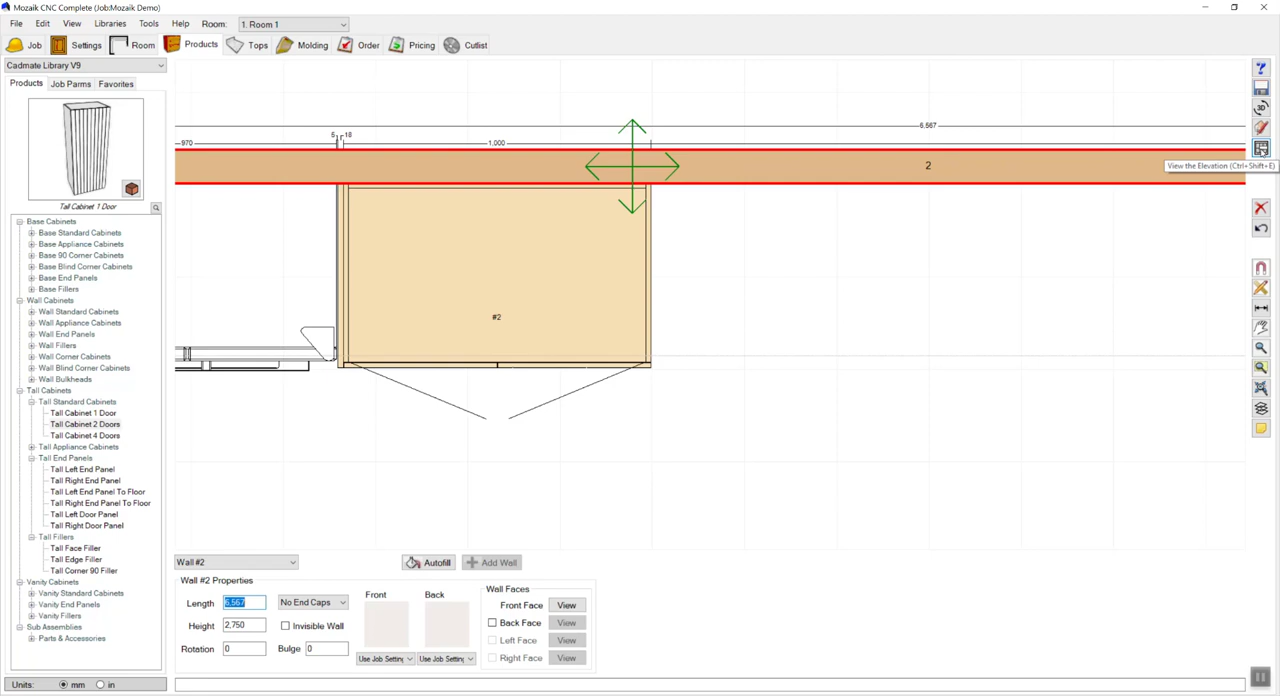 Mozaik CNC Complete (Job:Mozaik Demo)
File Edit View Libraries Tools Help Room: 1. Room 1
Job Settings Room Products Tops Molding Order Pricing Cutlist
Cadmate Library V9
Products Job Parms Favorites
Tall Cabinet 1 Door
Base Cabinets
Base Standard Cabinets
Base Appliance Cabinets
Base 90 Corner Cabinets
Base Blind Corner Cabinets
Base End Panels
Base Fillers
Wall Cabinets
Wall Standard Cabinets
Wall Appliance Cabinets
Wall End Panels
Wall Fillers
Wall Corner Cabinets
Wall Blind Corner Cabinets
Wall Bulkheads
Tall Cabinets
Tall Standard Cabinets
Tall Cabinet 1 Door
Tall Cabinet 2 Doors
Tall Cabinet 4 Doors
Tall Appliance Cabinets
Tall End Panels
Tall Left End Panel
Tall Right End Panel
Tall Left End Panel To Floor
Tall Right End Panel To Floor
Tall Left Door Panel
Tall Right Door Panel
Tall Fillers
Tall Face Filler
Tall Edge Filler
Tall Corner 90 Filler
Vanity Cabinets
Vanity Standard Cabinets
Vanity End Panels
Vanity Fillers
Sub Assemblies
Parts & Accessories
Units: mm in
6,567
5 18
970 1,000
2
#2
3D
View the Elevation (Ctrl+Shift+E)
Wall #2 Autofill Add Wall
Wall #2 Properties
Length 6,567 No End Caps
Height 2,750 Invisible Wall
Rotation 0 Bulge 0
Front Back
Use Job Setting Use Job Setting
Wall Faces
Front Face View
Back Face View
Left Face View
Right Face View